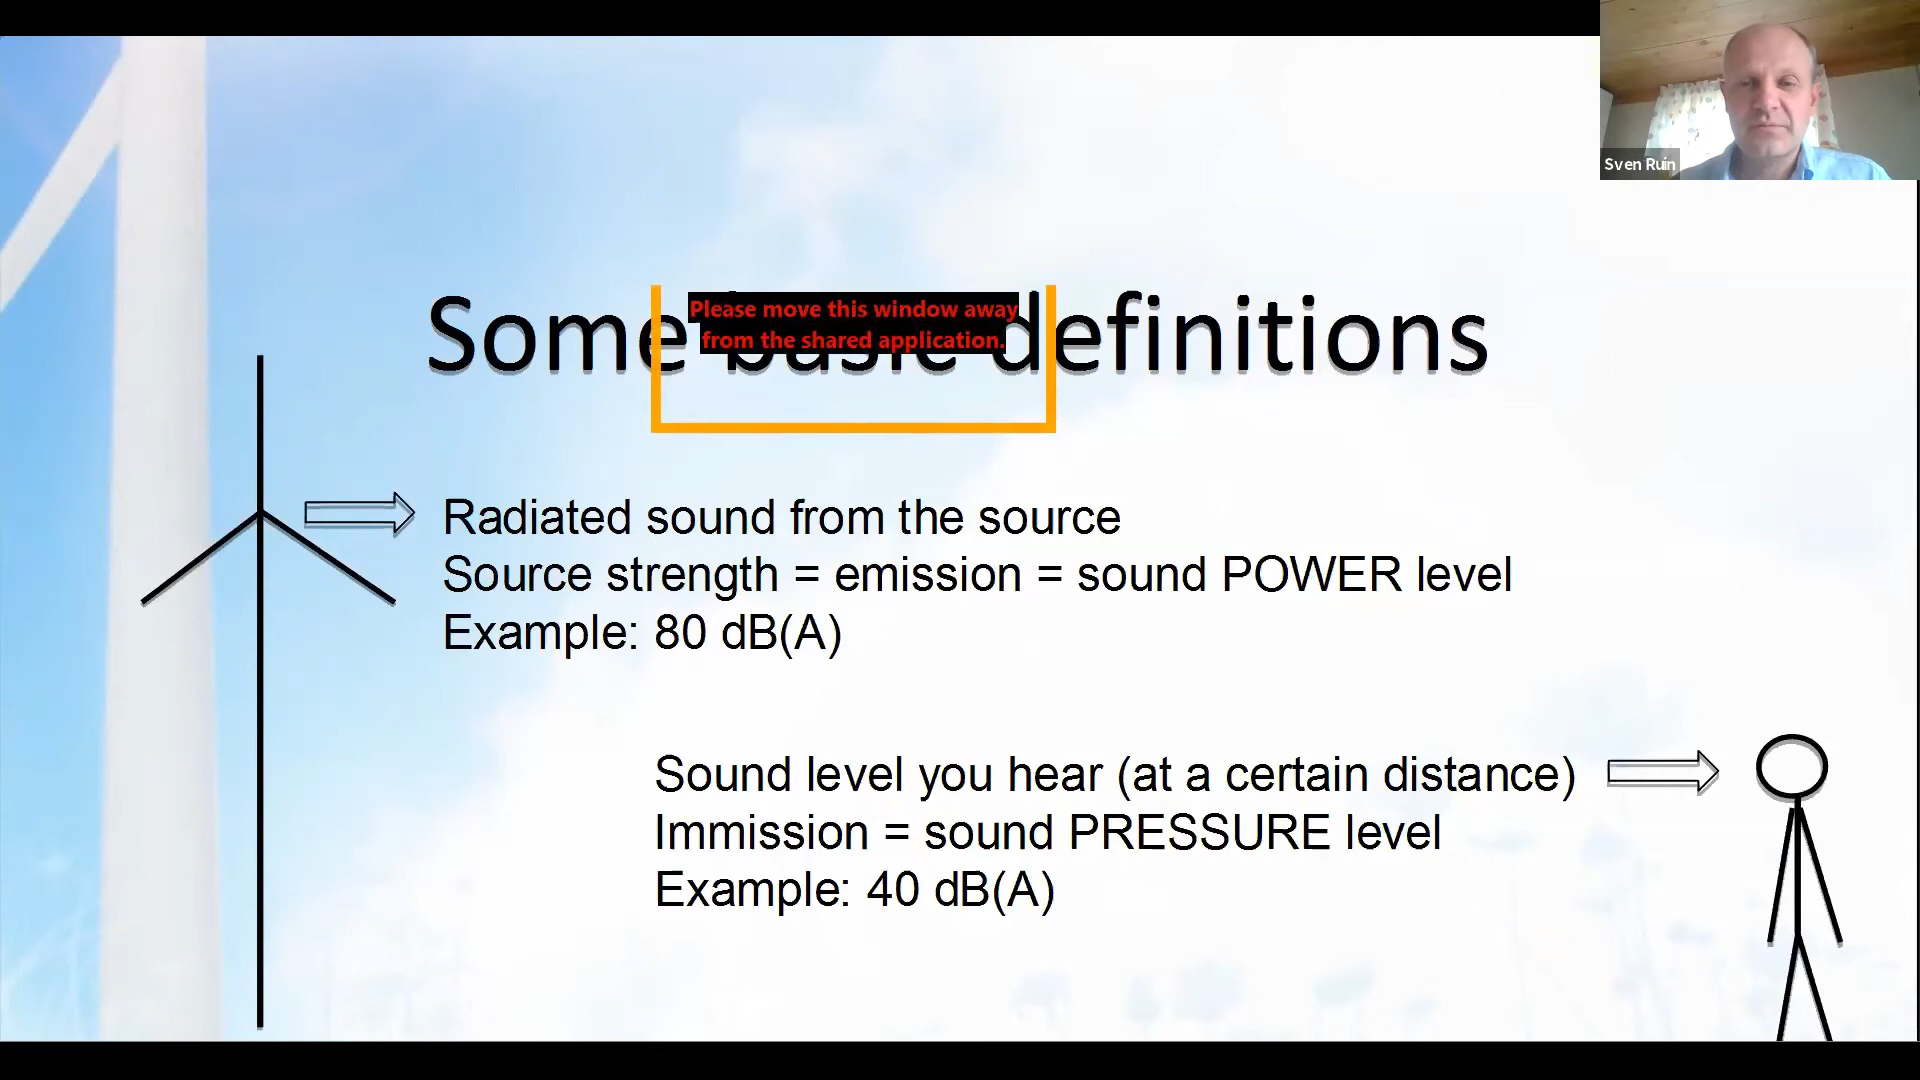 Sven Ruin
Some basic definitions
Please move this window away
from the shared application.
Radiated sound from the source
Source strength = emission = sound POWER level
Example: 80 dB(A)
Sound level you hear (at a certain distance)
Immission = sound PRESSURE level
Example: 40 dB(A)